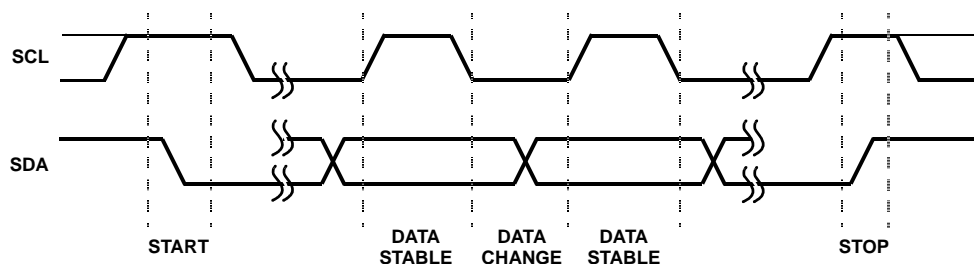 SCL
SDA
START
DATA STABLE
DATA CHANGE
DATA STABLE
STOP